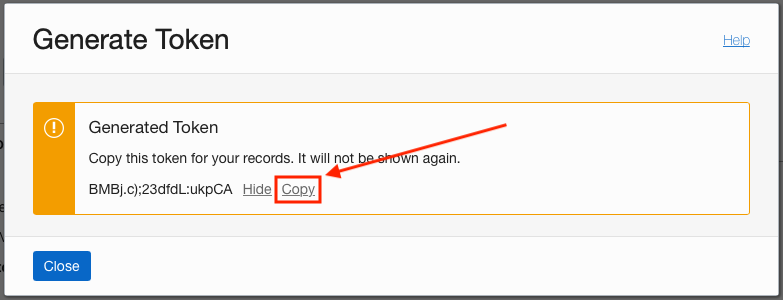 Generate Token
Help
Generated Token
Copy this token for your records. It will not be shown again.
BMBj.c);23dfdL:ukpCA Hide Copy
Close